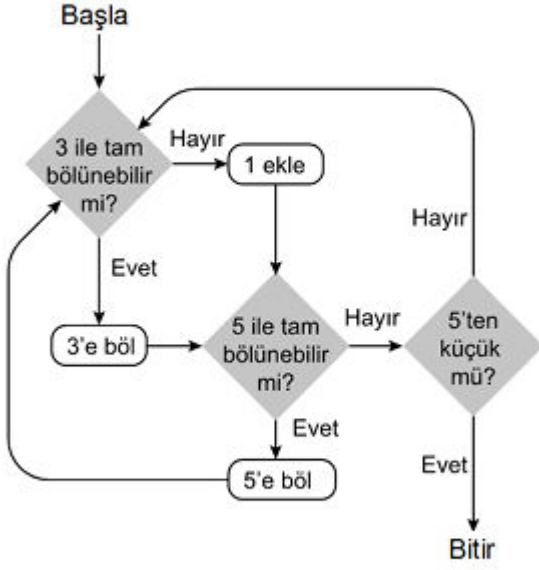 Başla
3 ile tam
bölünebilir
mi?
Hayır
1 ekle
Evet
3'e böl
5 ile tam
bölünebilir
mi?
Hayır
5'ten
küçük
mü?
Hayır
Evet
5'e böl
Evet
Bitir